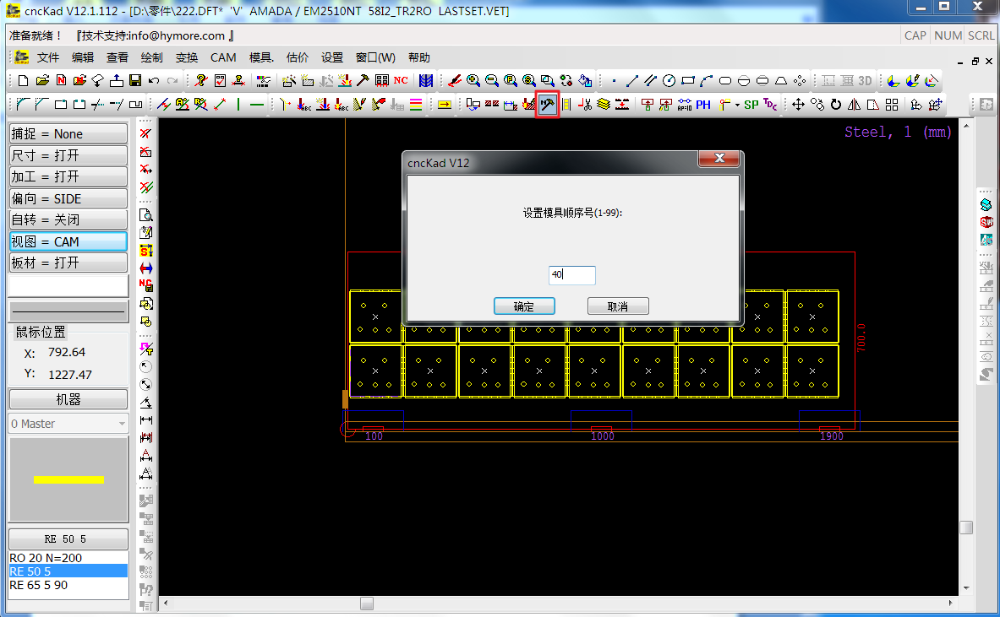 cncKad V12.1.112 - [D:\零件\222.DFT* 'V' AMADA / EM2510NT 58I2_TR2RO LASTSET.VET]
准备就绪！ 『技术支持:info@hymore.com 』
CAP NUM SCRL
文件 编辑 查看 绘制 变换 CAM 模具. 估价 设置 窗口(W) 帮助
NC 3D
ABC ABC AP±0 PH SP TDC
捕捉 = None
尺寸 = 打开
加工 = 打开
偏向 = SIDE
自转 = 关闭
视图 = CAM
板材 = 打开
鼠标位置
X: 792.64
Y: 1227.47
机器
0 Master
RE 50 5
RO 20 N=200
RE 50 5
RE 65 5 90
Steel, 1 (mm)
cncKad V12
设置模具顺序号(1-99):
40
确定 取消
700.0
100 1000 1900